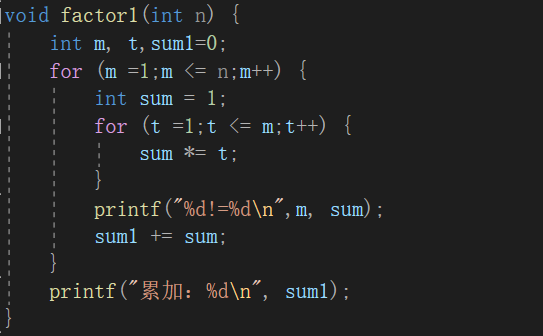 void factor1(int n) {
    int m, t,sum1=0;
    for (m =1;m <= n;m++) {
        int sum = 1;
        for (t =1;t <= m;t++) {
            sum *= t;
        }
        printf("%d!=%d\n",m, sum);
        sum1 += sum;
    }
    printf("累加：%d\n", sum1);
}